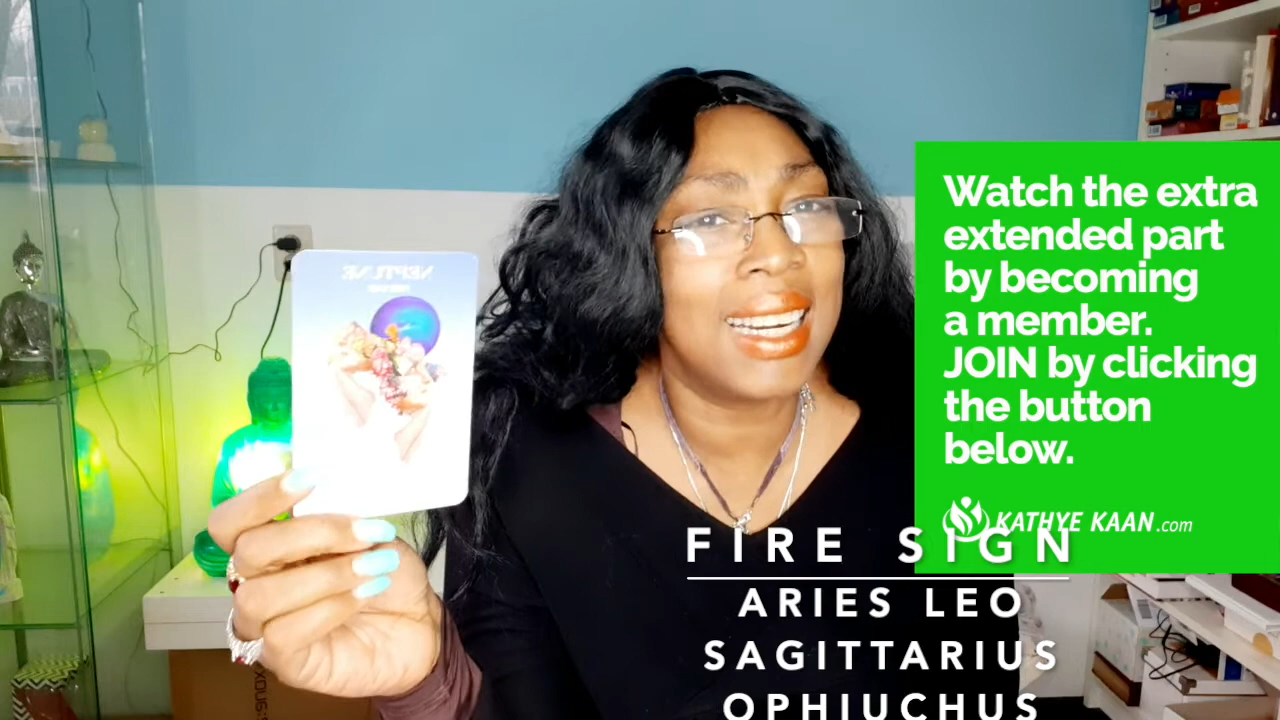 NEPTUNE
Watch the extra
extended part
by becoming
a member.
JOIN by clicking
the button
below.
KATHYE KAAN.com
FIRE SIGN
ARIES LEO
SAGITTARIUS
OPHIUCHUS